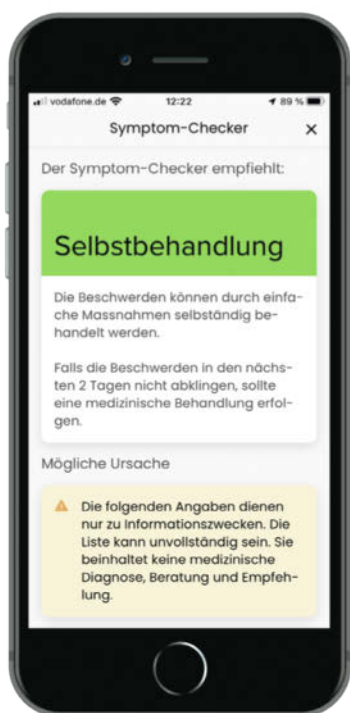 vodafone.de 12:22 89 %
Symptom-Checker ×
Der Symptom-Checker empfiehlt:
Selbstbehandlung
Die Beschwerden können durch einfa-
che Massnahmen selbständig be-
handelt werden.
Falls die Beschwerden in den nächs-
ten 2 Tagen nicht abklingen, sollte
eine medizinische Behandlung erfol-
gen.
Mögliche Ursache
Die folgenden Angaben dienen
nur zu Informationszwecken. Die
Liste kann unvollständig sein. Sie
beinhaltet keine medizinische
Diagnose, Beratung und Empfeh-
lung.